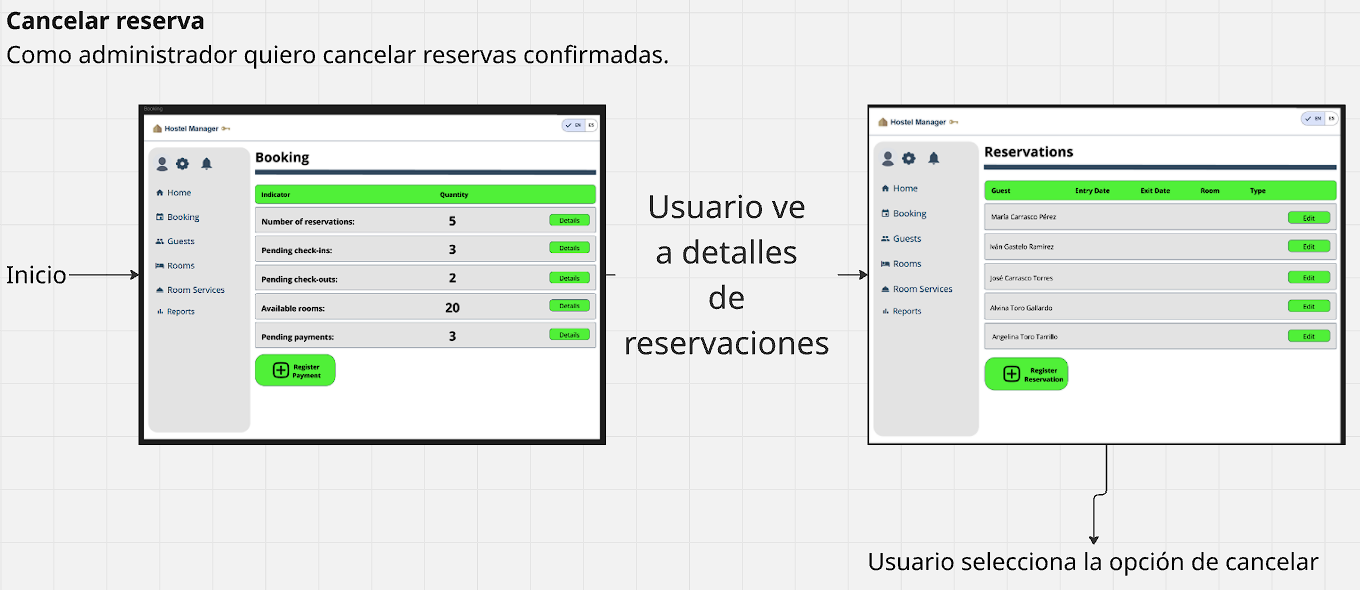 Cancelar reserva
Como administrador quiero cancelar reservas confirmadas.
Inicio
Booking
Hostel Manager
EN ES
Home
Booking
Guests
Rooms
Room Services
Reports
Booking
Indicator Quantity
Number of reservations: 5 Details
Pending check-ins: 3 Details
Pending check-outs: 2 Details
Available rooms: 20 Details
Pending payments: 3 Details
Register
Payment
Usuario ve
a detalles
de
reservaciones
Hostel Manager
EN ES
Home
Booking
Guests
Rooms
Room Services
Reports
Reservations
Guest Entry Date Exit Date Room Type
María Carrasco Pérez Edit
Iván Gastelo Ramirez Edit
José Carrasco Torres Edit
Alvina Toro Gallardo Edit
Angelina Toro Tarrillo Edit
Register
Reservation
Usuario selecciona la opción de cancelar